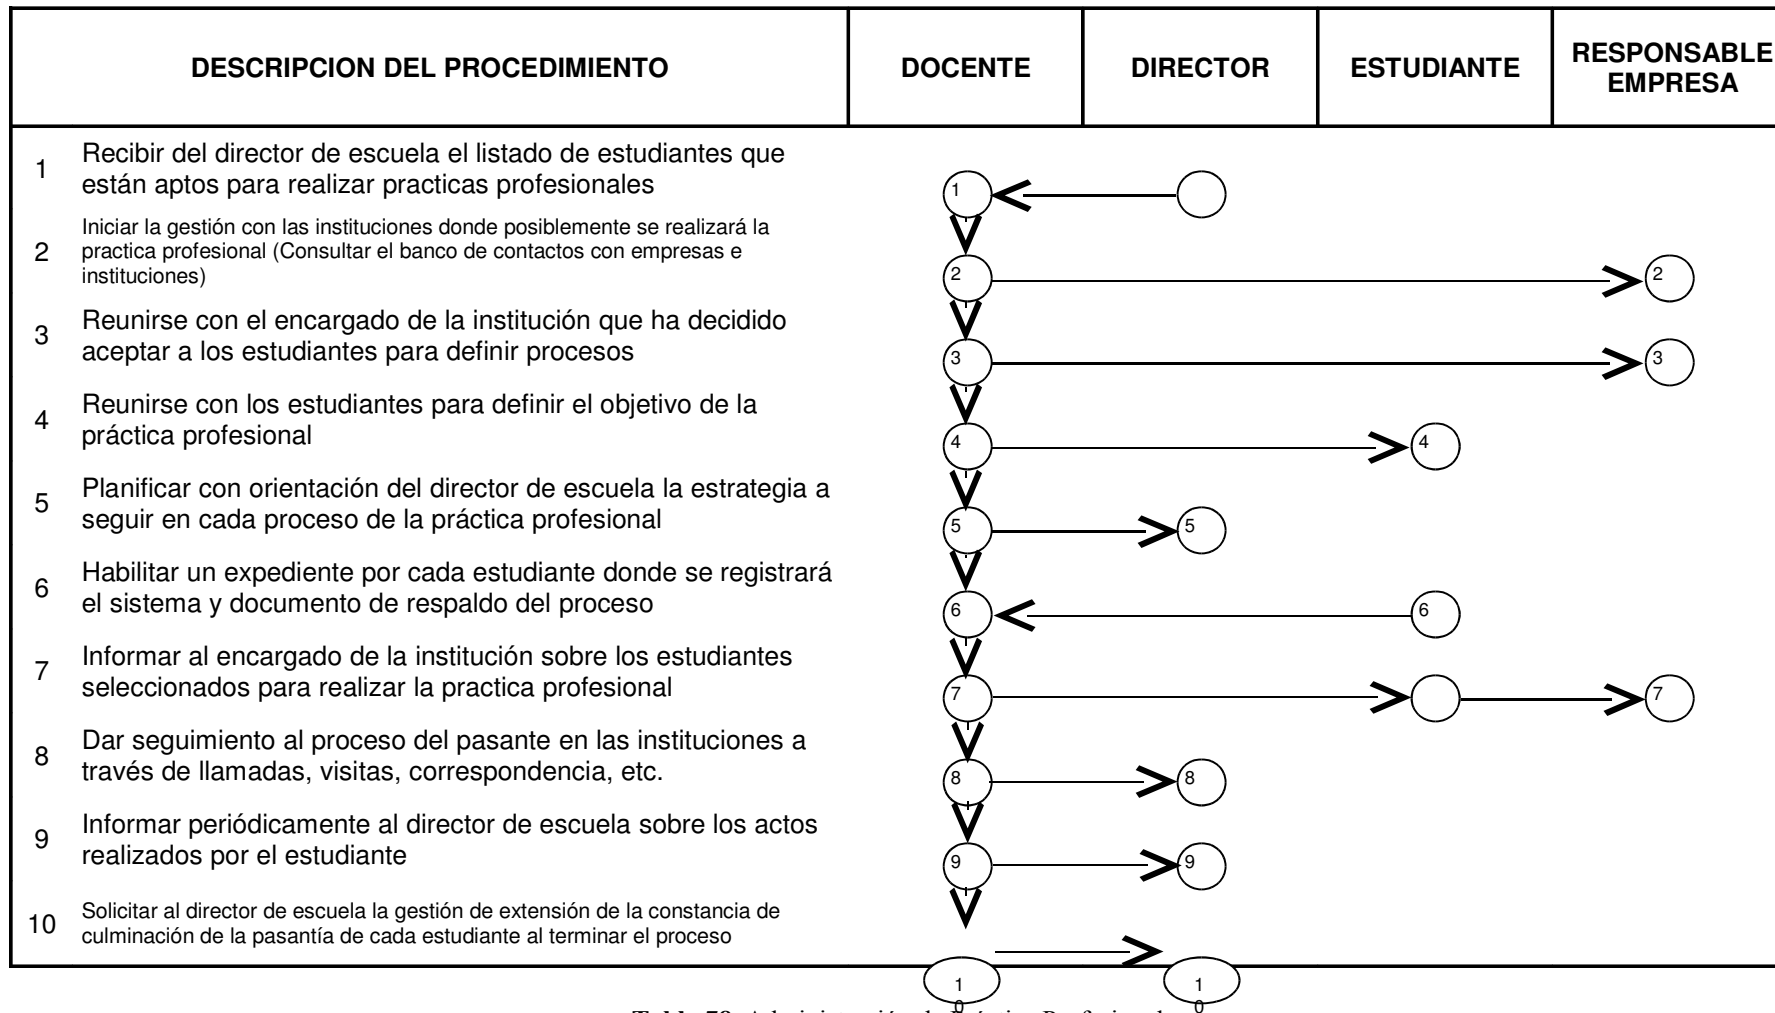 DESCRIPCION DEL PROCEDIMIENTO
DOCENTE
DIRECTOR
ESTUDIANTE
RESPONSABLE
EMPRESA
1
Recibir del director de escuela el listado de estudiantes que
están aptos para realizar practicas profesionales
1
2
Iniciar la gestión con las instituciones donde posiblemente se realizará la
practica profesional (Consultar el banco de contactos con empresas e
instituciones)
2
2
3
Reunirse con el encargado de la institución que ha decidido
aceptar a los estudiantes para definir procesos
3
3
4
Reunirse con los estudiantes para definir el objetivo de la
práctica profesional
4
4
5
Planificar con orientación del director de escuela la estrategia a
seguir en cada proceso de la práctica profesional
5
5
6
Habilitar un expediente por cada estudiante donde se registrará
el sistema y documento de respaldo del proceso
6
6
7
Informar al encargado de la institución sobre los estudiantes
seleccionados para realizar la practica profesional
7
7
8
Dar seguimiento al proceso del pasante en las instituciones a
través de llamadas, visitas, correspondencia, etc.
8
8
9
Informar periódicamente al director de escuela sobre los actos
realizados por el estudiante
9
9
10
Solicitar al director de escuela la gestión de extensión de la constancia de
culminación de la pasantía de cada estudiante al terminar el proceso
1
0
1
0